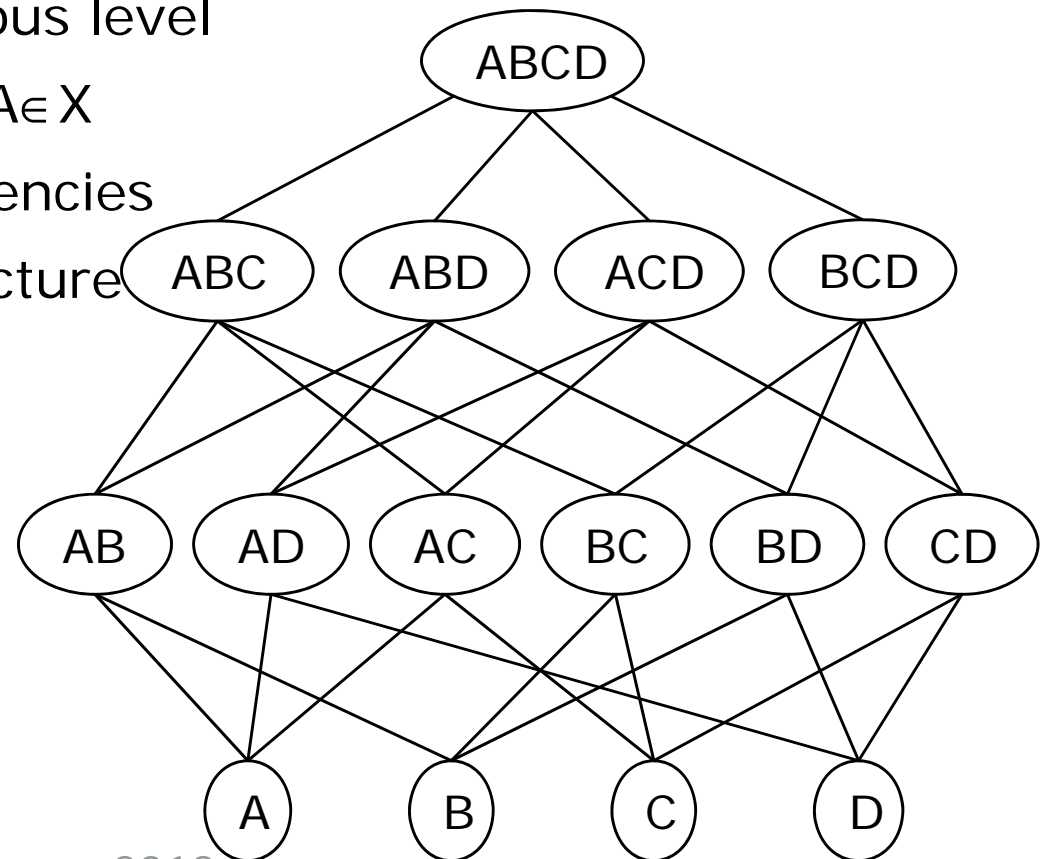 ous level
A∈X
encies
cture
ABCD
ABC ABD ACD BCD
AB AD AC BC BD CD
A B C D